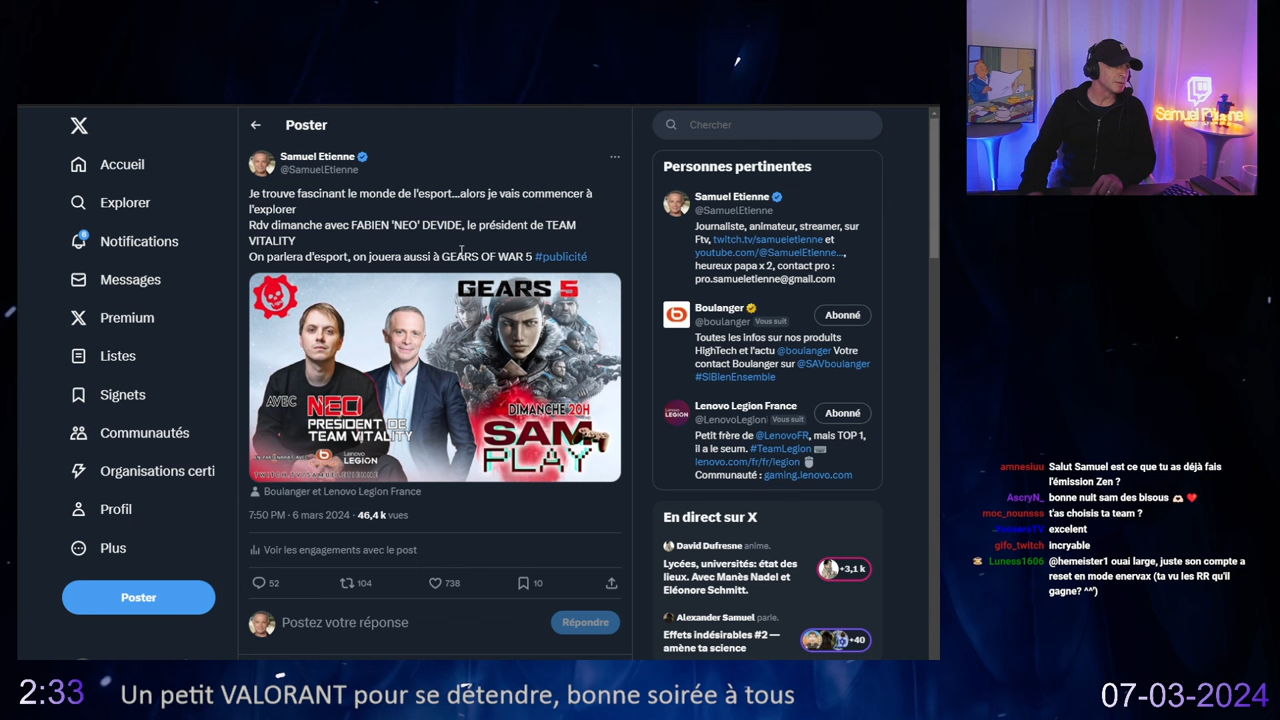 Accueil
Explorer
6
Notifications
Messages
Premium
Listes
Signets
Communautés
Organisations certi
Profil
Plus
Poster
Poster
Samuel Etienne
@SamuelEtienne
Je trouve fascinant le monde de l'esport...alors je vais commencer à
l'explorer
Rdv dimanche avec FABIEN 'NEO' DEVIDE, le président de TEAM
VITALITY
On parlera d'esport, on jouera aussi à GEARS OF WAR 5 #publicité
GEARS 5
AVEC
NEO
PRESIDENT DE
TEAM VITALITY
Lenovo
LEGION
DIMANCHE 20H
SAM
PLAY
Boulanger et Lenovo Legion France
7:50 PM · 6 mars 2024 · 46,4 k vues
Voir les engagements avec le post
52
104
738
10
Postez votre réponse
Répondre
Chercher
Personnes pertinentes
Samuel Etienne
@SamuelEtienne
Journaliste, animateur, streamer, sur
Ftv, twitch.tv/samueletienne et
youtube.com/@SamuelEtienne…,
heureux papa x 2, contact pro :
pro.samueletienne@gmail.com
Boulanger
@boulanger Vous suit
Abonné
Toutes les infos sur nos produits
HighTech et l'actu @boulanger Votre
contact Boulanger sur @SAVboulanger
#SiBienEnsemble
Lenovo Legion France
@LenovoLegion Vous suit
Abonné
Petit frère de @LenovoFR, mais TOP 1,
il a le seum. #TeamLegion
lenovo.com/fr/fr/legion
Communauté : gaming.lenovo.com
En direct sur X
David Dufresne anime.
Lycées, universités: état des
lieux. Avec Manès Nadel et
Eléonore Schmitt.
+3,1 k
Alexander Samuel parle.
Effets indésirables #2 —
amène ta science
+40
amnesiuu Salut Samuel est ce que tu as déjà fais
l'émission Zen ?
AscryN_ bonne nuit sam des bisous
moc_nounsss t'as choisis ta team ?
excelent
gifo_twitch Incryable
Luness1606 @hemeister1 ouai large, juste son compte a
reset en mode enervax (ta vu les RR qu'il
gagne? ^^')
2:33
Un petit VALORANT pour se détendre, bonne soirée à tous
07-03-2024